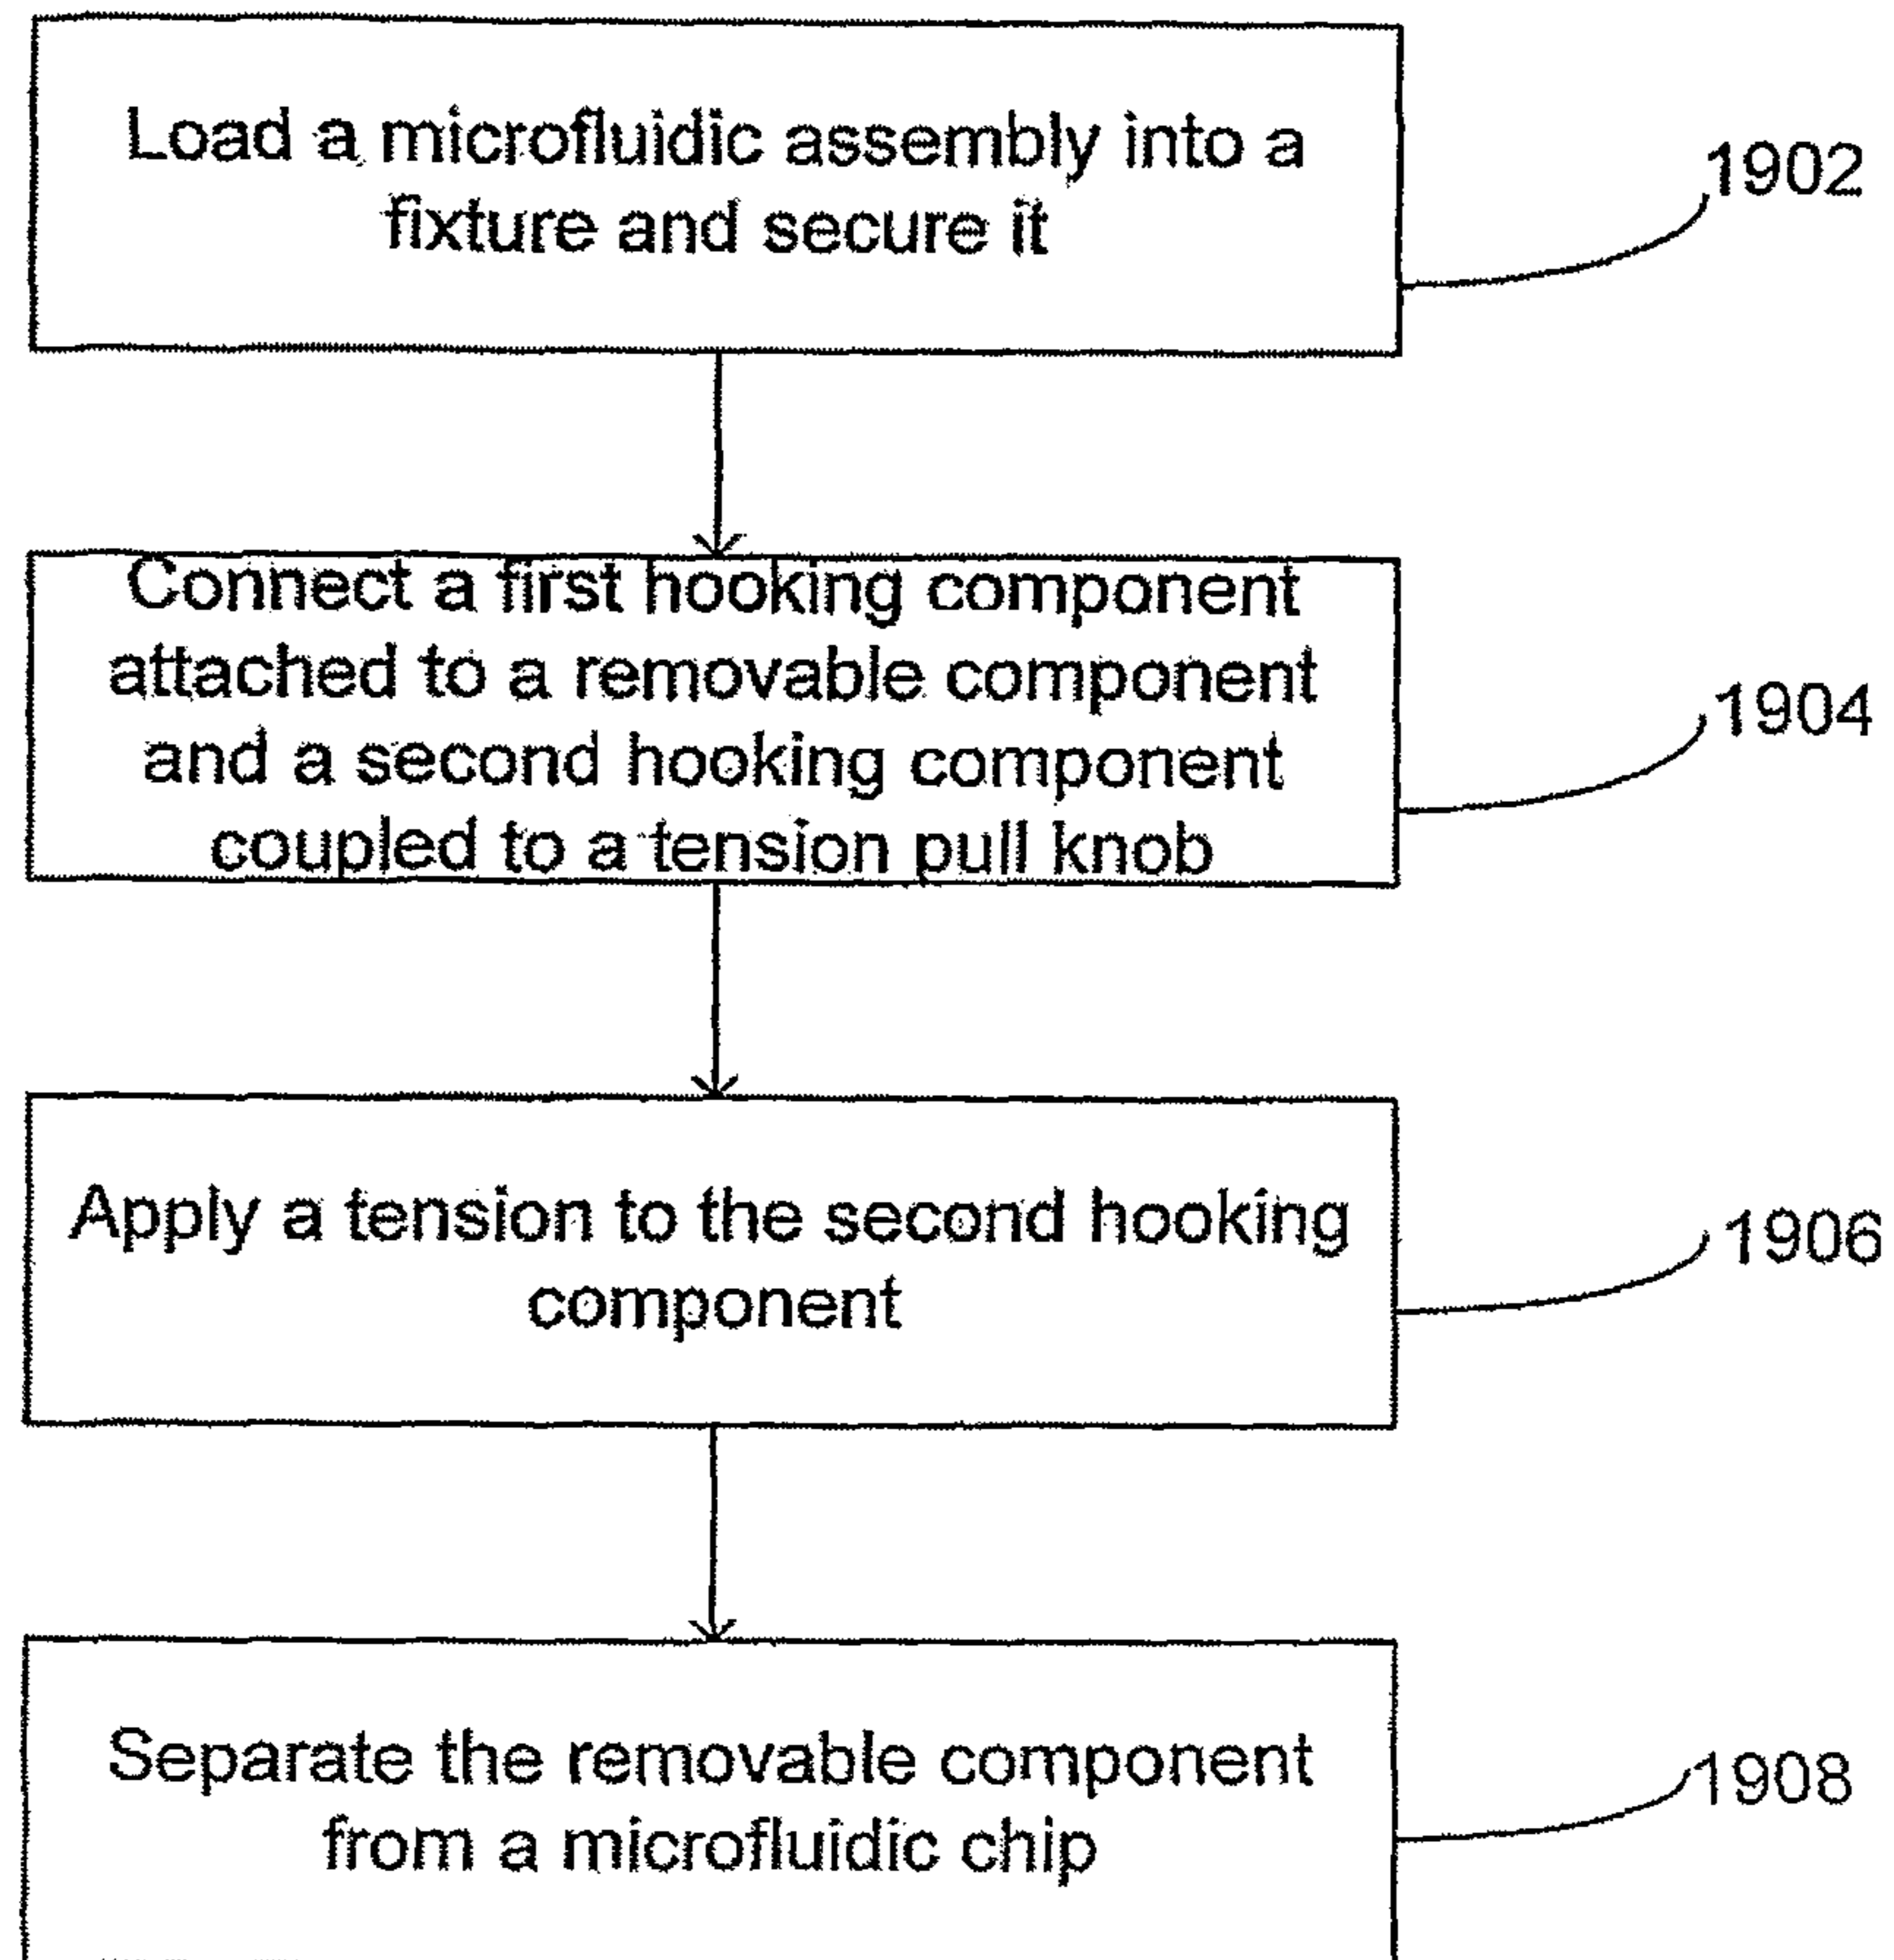 Load a microfluidic assembly into a
fixture and secure it
1902
Connect a first hooking component
attached to a removable component
and a second hooking component
coupled to a tension pull knob
1904
Apply a tension to the second hooking
component
1906
Separate the removable component
from a microfluidic chip
1908